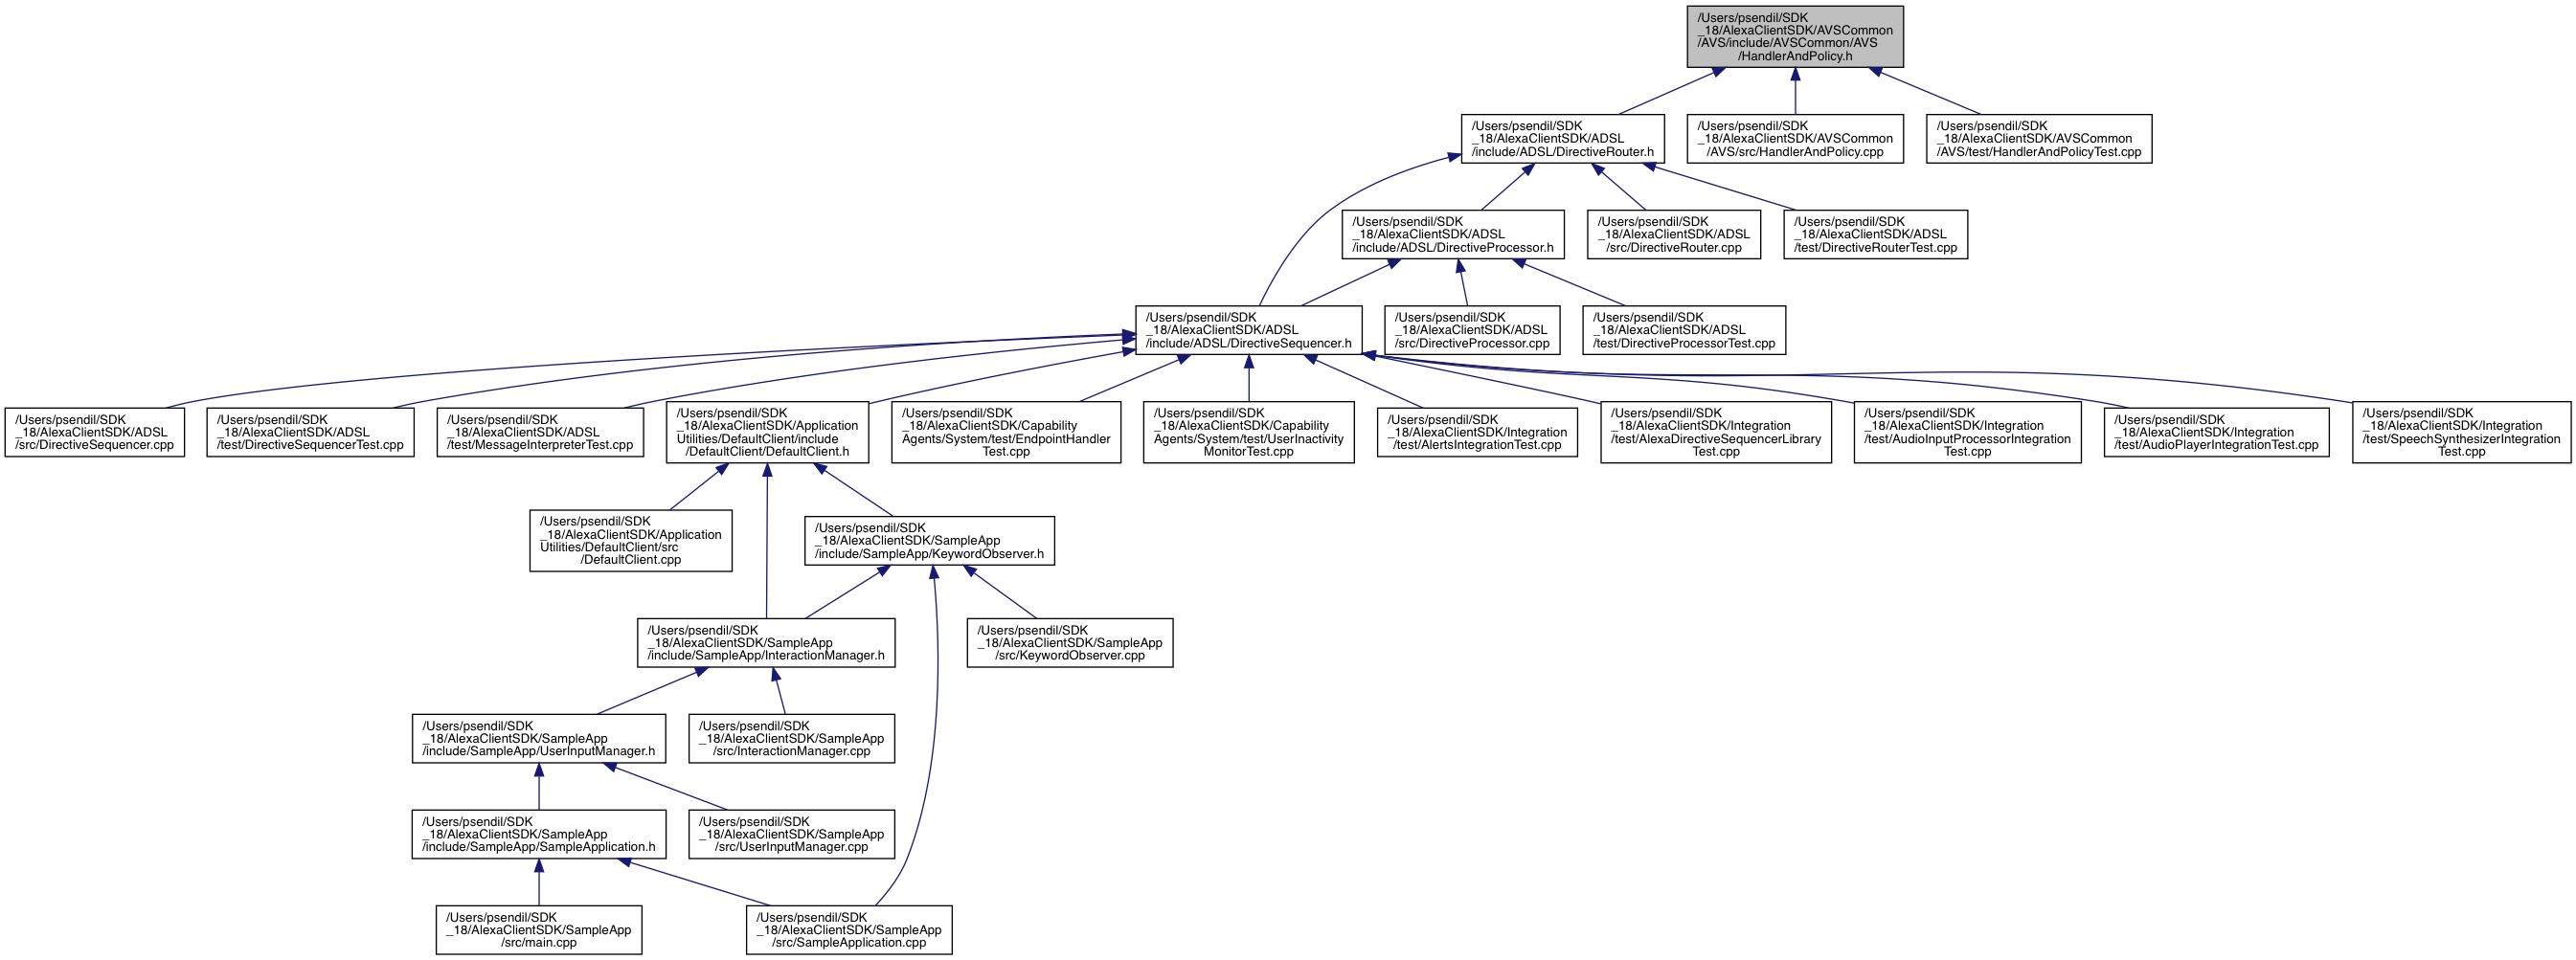 /Users/psendil/SDK
_18/AlexaClientSDK/AVSCommon
/AVS/include/AVSCommon/AVS
/HandlerAndPolicy.h
/Users/psendil/SDK
_18/AlexaClientSDK/ADSL
/include/ADSL/DirectiveRouter.h
/Users/psendil/SDK
_18/AlexaClientSDK/AVSCommon
/AVS/src/HandlerAndPolicy.cpp
/Users/psendil/SDK
_18/AlexaClientSDK/AVSCommon
/AVS/test/HandlerAndPolicyTest.cpp
/Users/psendil/SDK
_18/AlexaClientSDK/ADSL
/include/ADSL/DirectiveProcessor.h
/Users/psendil/SDK
_18/AlexaClientSDK/ADSL
/src/DirectiveRouter.cpp
/Users/psendil/SDK
_18/AlexaClientSDK/ADSL
/test/DirectiveRouterTest.cpp
/Users/psendil/SDK
_18/AlexaClientSDK/ADSL
/include/ADSL/DirectiveSequencer.h
/Users/psendil/SDK
_18/AlexaClientSDK/ADSL
/src/DirectiveProcessor.cpp
/Users/psendil/SDK
_18/AlexaClientSDK/ADSL
/test/DirectiveProcessorTest.cpp
/Users/psendil/SDK
_18/AlexaClientSDK/ADSL
/src/DirectiveSequencer.cpp
/Users/psendil/SDK
_18/AlexaClientSDK/ADSL
/test/DirectiveSequencerTest.cpp
/Users/psendil/SDK
_18/AlexaClientSDK/ADSL
/test/MessageInterpreterTest.cpp
/Users/psendil/SDK
_18/AlexaClientSDK/Application
Utilities/DefaultClient/include
/DefaultClient/DefaultClient.h
/Users/psendil/SDK
_18/AlexaClientSDK/Capability
Agents/System/test/EndpointHandler
Test.cpp
/Users/psendil/SDK
_18/AlexaClientSDK/Capability
Agents/System/test/UserInactivity
MonitorTest.cpp
/Users/psendil/SDK
_18/AlexaClientSDK/Integration
/test/AlertsIntegrationTest.cpp
/Users/psendil/SDK
_18/AlexaClientSDK/Integration
/test/AlexaDirectiveSequencerLibrary
Test.cpp
/Users/psendil/SDK
_18/AlexaClientSDK/Integration
/test/AudioInputProcessorIntegration
Test.cpp
/Users/psendil/SDK
_18/AlexaClientSDK/Integration
/test/AudioPlayerIntegrationTest.cpp
/Users/psendil/SDK
_18/AlexaClientSDK/Integration
/test/SpeechSynthesizerIntegration
Test.cpp
/Users/psendil/SDK
_18/AlexaClientSDK/Application
Utilities/DefaultClient/src
/DefaultClient.cpp
/Users/psendil/SDK
_18/AlexaClientSDK/SampleApp
/include/SampleApp/KeywordObserver.h
/Users/psendil/SDK
_18/AlexaClientSDK/SampleApp
/include/SampleApp/InteractionManager.h
/Users/psendil/SDK
_18/AlexaClientSDK/SampleApp
/src/KeywordObserver.cpp
/Users/psendil/SDK
_18/AlexaClientSDK/SampleApp
/include/SampleApp/UserInputManager.h
/Users/psendil/SDK
_18/AlexaClientSDK/SampleApp
/src/InteractionManager.cpp
/Users/psendil/SDK
_18/AlexaClientSDK/SampleApp
/include/SampleApp/SampleApplication.h
/Users/psendil/SDK
_18/AlexaClientSDK/SampleApp
/src/UserInputManager.cpp
/Users/psendil/SDK
_18/AlexaClientSDK/SampleApp
/src/main.cpp
/Users/psendil/SDK
_18/AlexaClientSDK/SampleApp
/src/SampleApplication.cpp